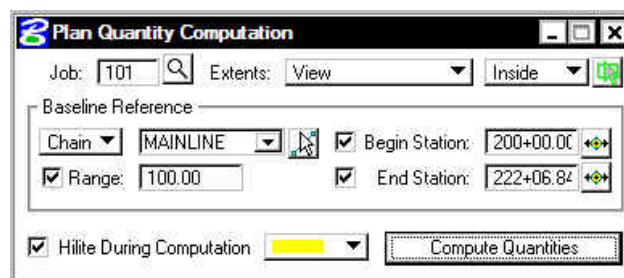 Plan Quantity Computation
Job: 101 Extents: View Inside
Baseline Reference
Chain MAINLINE Begin Station: 200+00.00
Range: 100.00 End Station: 222+06.84
Hilite During Computation Compute Quantities